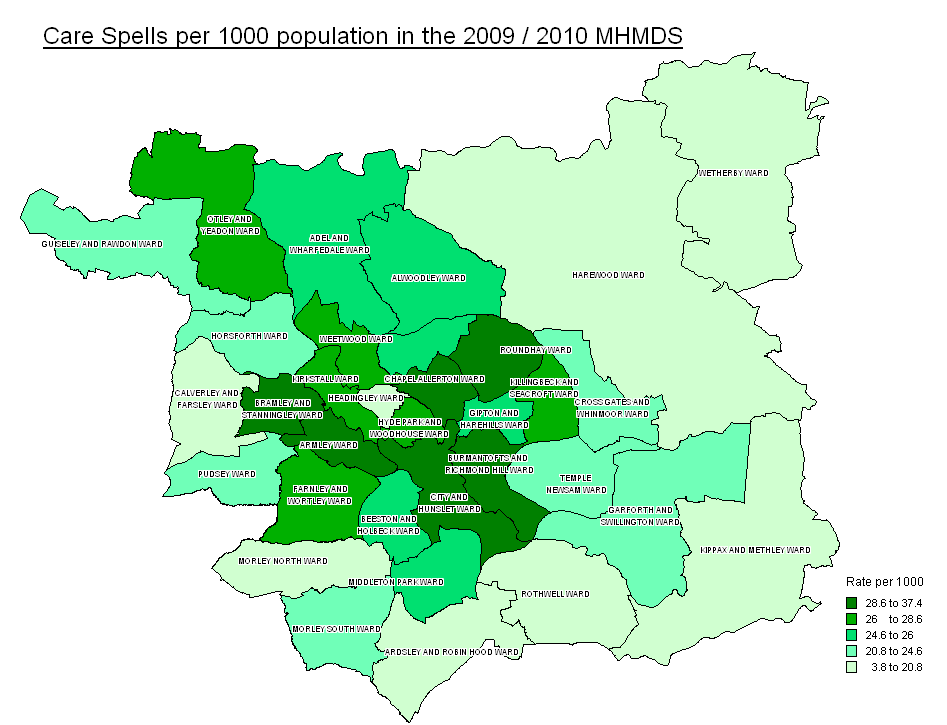 Care Spells per 1000 population in the 2009 / 2010 MHMDS
WETHERBY WARD
OTLEY AND
YEADON WARD
GUISELEY AND RAWDON WARD
ADEL AND
WHARFEDALE WARD
ALWOODLEY WARD
HAREWOOD WARD
HORSFORTH WARD
WEETWOOD WARD
ROUNDHAY WARD
KIRKSTALL WARD
CHAPEL ALLERTON WARD
KILLINGBECK AND
SEACROFT WARD
CALVERLEY AND
FARSLEY WARD
HEADINGLEY WARD
BRAMLEY AND
STANNINGLEY WARD
CROSS GATES AND
WHINMOOR WARD
GIPTON AND
HAREHILLS WARD
HYDE PARK AND
WOODHOUSE WARD
ARMLEY WARD
BURMANTOFTS AND
RICHMOND HILL WARD
PUDSEY WARD
TEMPLE
NEWSAM WARD
FARNLEY AND
WORTLEY WARD
CITY AND
HUNSLET WARD
GARFORTH AND
SWILLINGTON WARD
BEESTON AND
HOLBECK WARD
KIPPAX AND METHLEY WARD
MORLEY NORTH WARD
MIDDLETON PARK WARD
ROTHWELL WARD
MORLEY SOUTH WARD
ARDSLEY AND ROBIN HOOD WARD
Rate per 1000
28.6 to 37.4
26 to 28.6
24.6 to 26
20.8 to 24.6
3.8 to 20.8